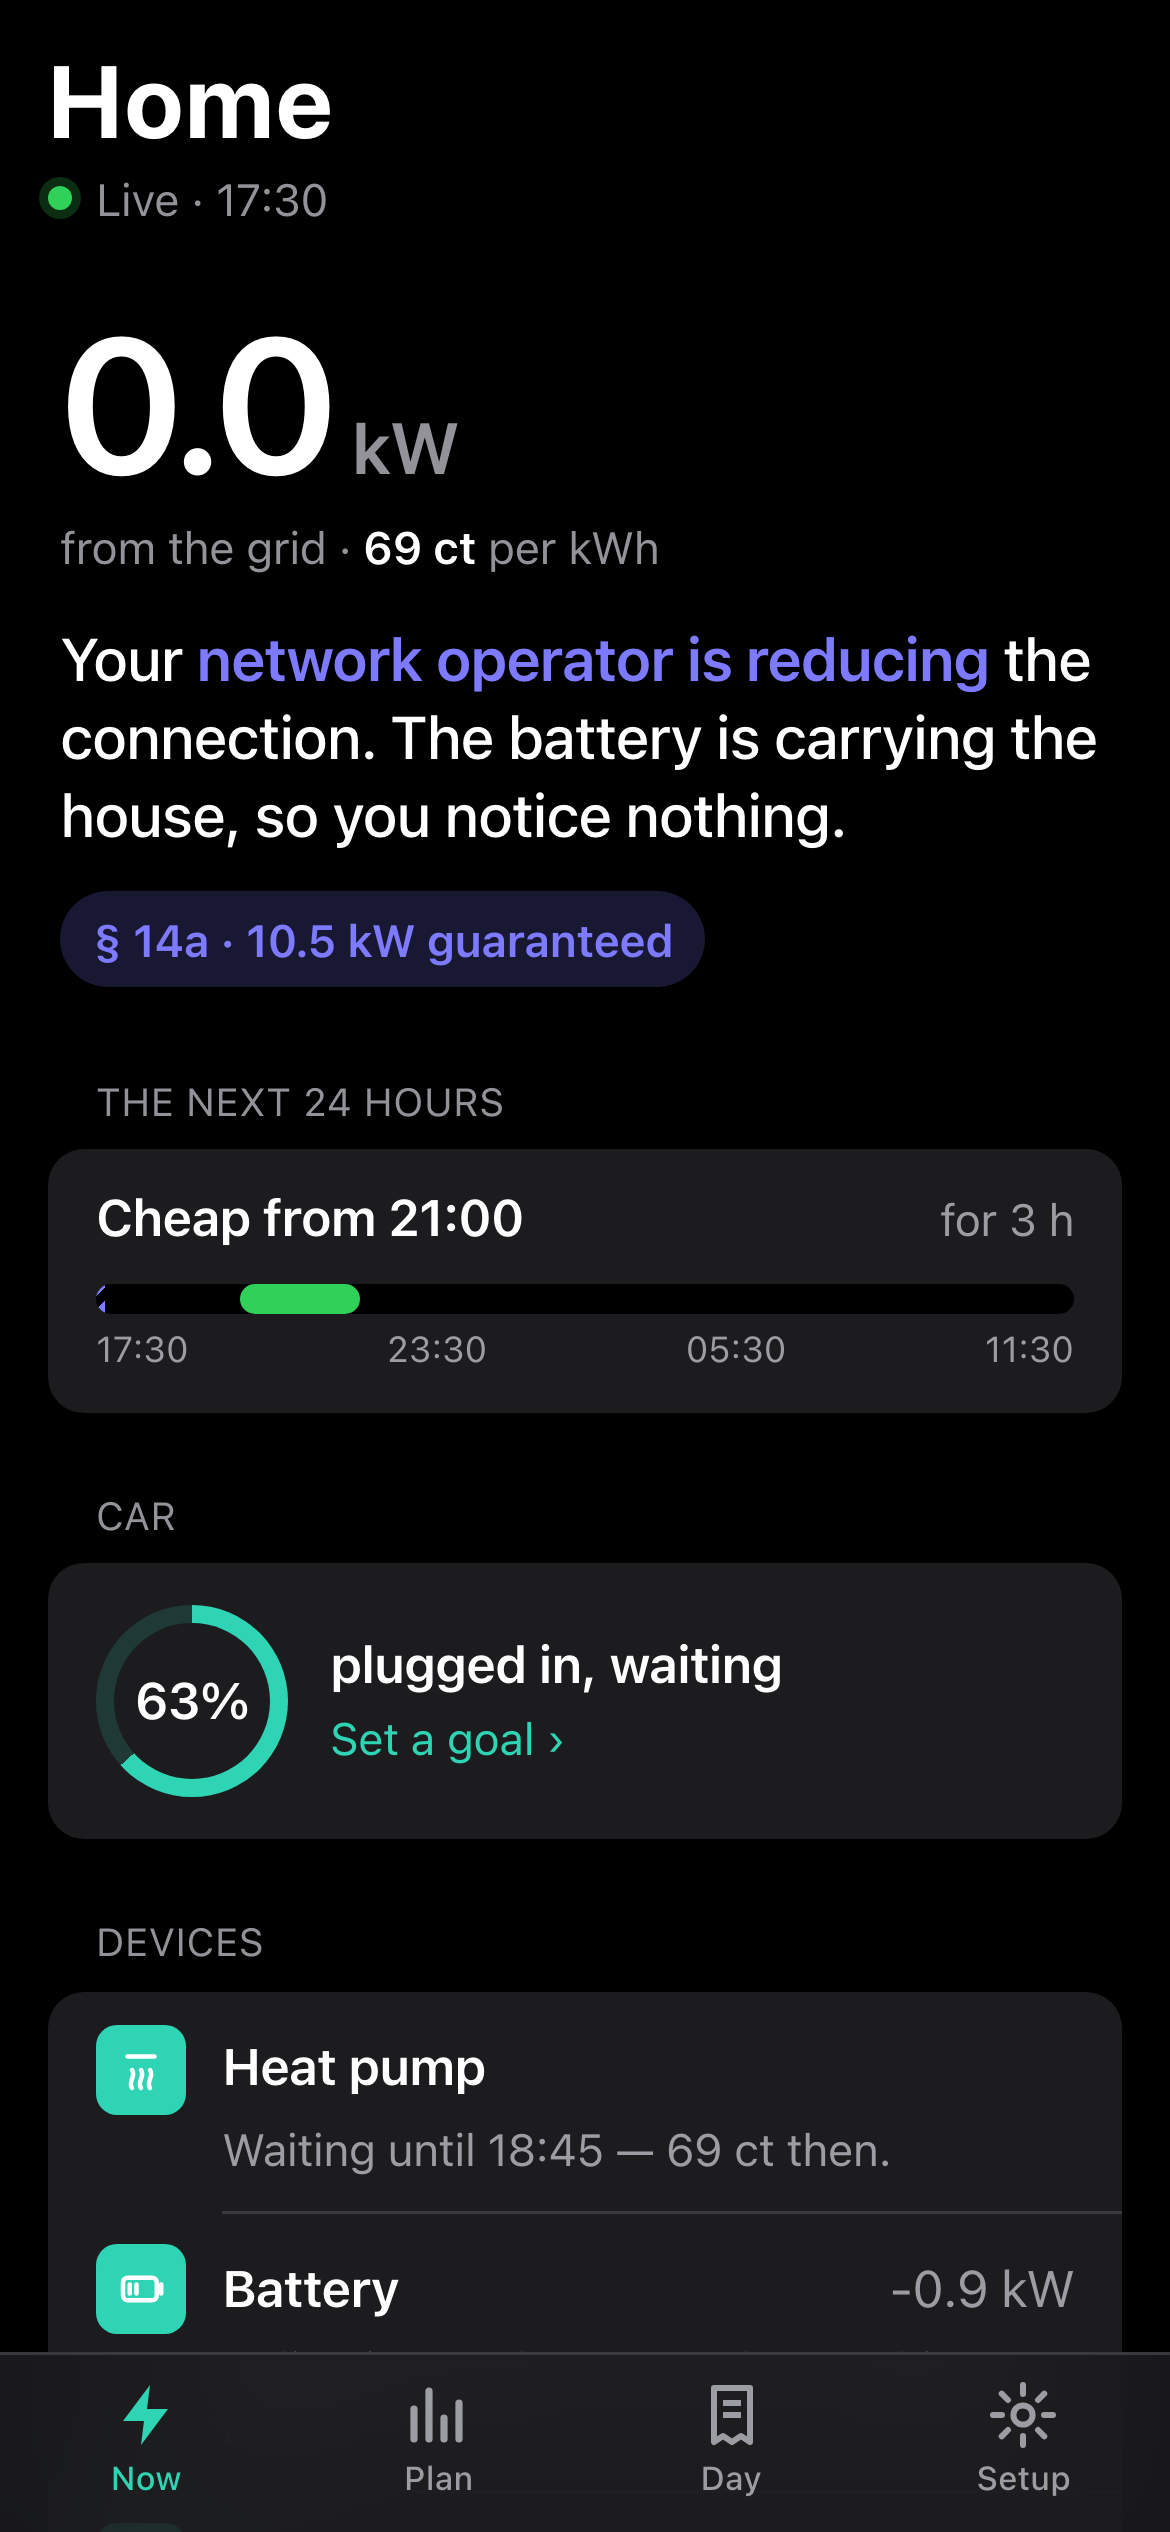 Home
Live · 17:30
0.0 kW
from the grid · 69 ct per kWh
Your network operator is reducing the
connection. The battery is carrying the
house, so you notice nothing.
§ 14a · 10.5 kW guaranteed
THE NEXT 24 HOURS
Cheap from 21:00 for 3 h
17:30 23:30 05:30 11:30
CAR
63%
plugged in, waiting
Set a goal ›
DEVICES
Heat pump
Waiting until 18:45 — 69 ct then.
Battery -0.9 kW
Now Plan Day Setup